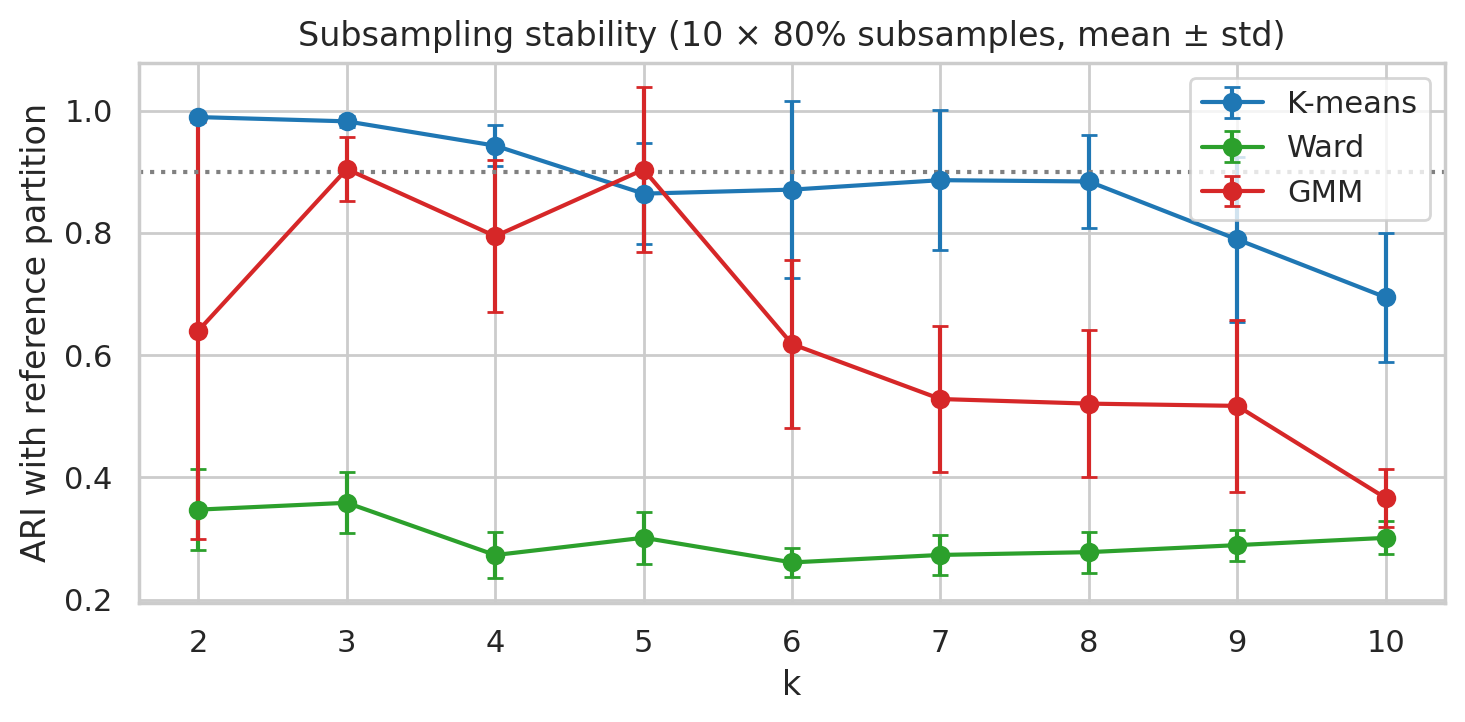 Subsampling stability (10 × 80% subsamples, mean ± std)
ARI with reference partition
1.0
0.8
0.6
0.4
0.2
K-means
Ward
GMM
2 3 4 5 6 7 8 9 10
k